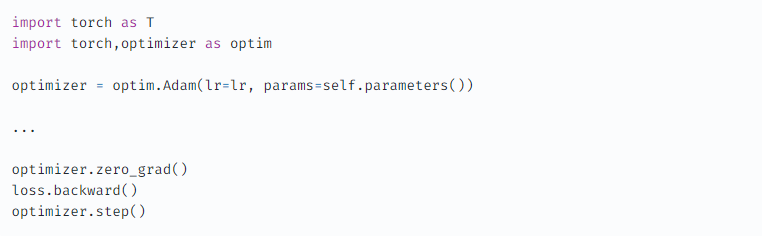 import torch as T
import torch,optimizer as optim
optimizer = optim.Adam(lr=lr, params=self.parameters())
...
optimizer.zero_grad()
loss.backward()
optimizer.step()